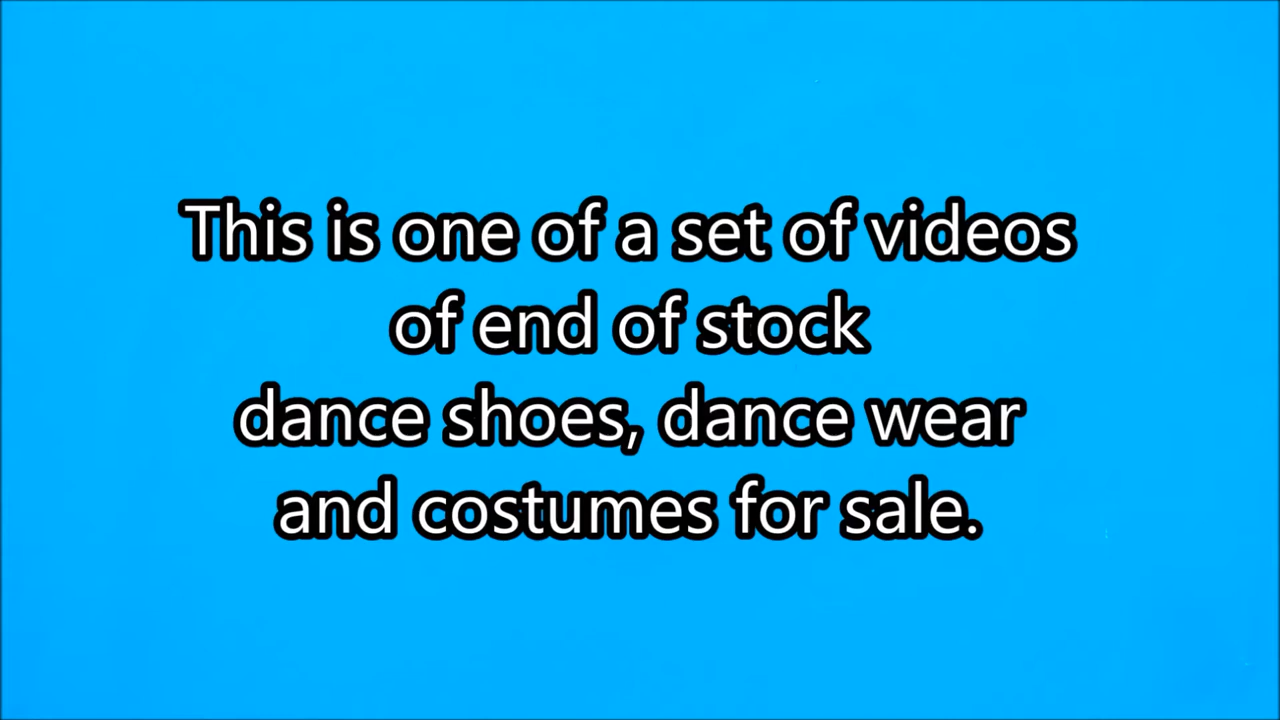 This is one of a set of videos
of end of stock
dance shoes, dance wear
and costumes for sale.